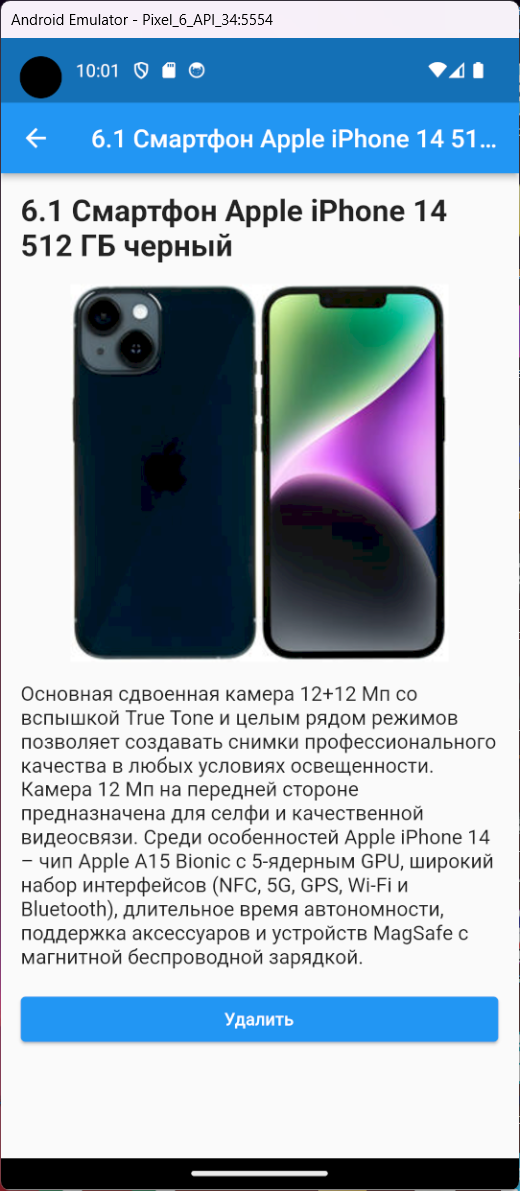 Android Emulator - Pixel_6_API_34:5554
10:01
6.1 Смартфон Apple iPhone 14 51...
6.1 Смартфон Apple iPhone 14
512 ГБ черный
Основная сдвоенная камера 12+12 Мп со
вспышкой True Tone и целым рядом режимов
позволяет создавать снимки профессионального
качества в любых условиях освещенности.
Камера 12 Мп на передней стороне
предназначена для селфи и качественной
видеосвязи. Среди особенностей Apple iPhone 14
– чип Apple A15 Bionic с 5-ядерным GPU, широкий
набор интерфейсов (NFC, 5G, GPS, Wi-Fi и
Bluetooth), длительное время автономности,
поддержка аксессуаров и устройств MagSafe с
магнитной беспроводной зарядкой.
Удалить